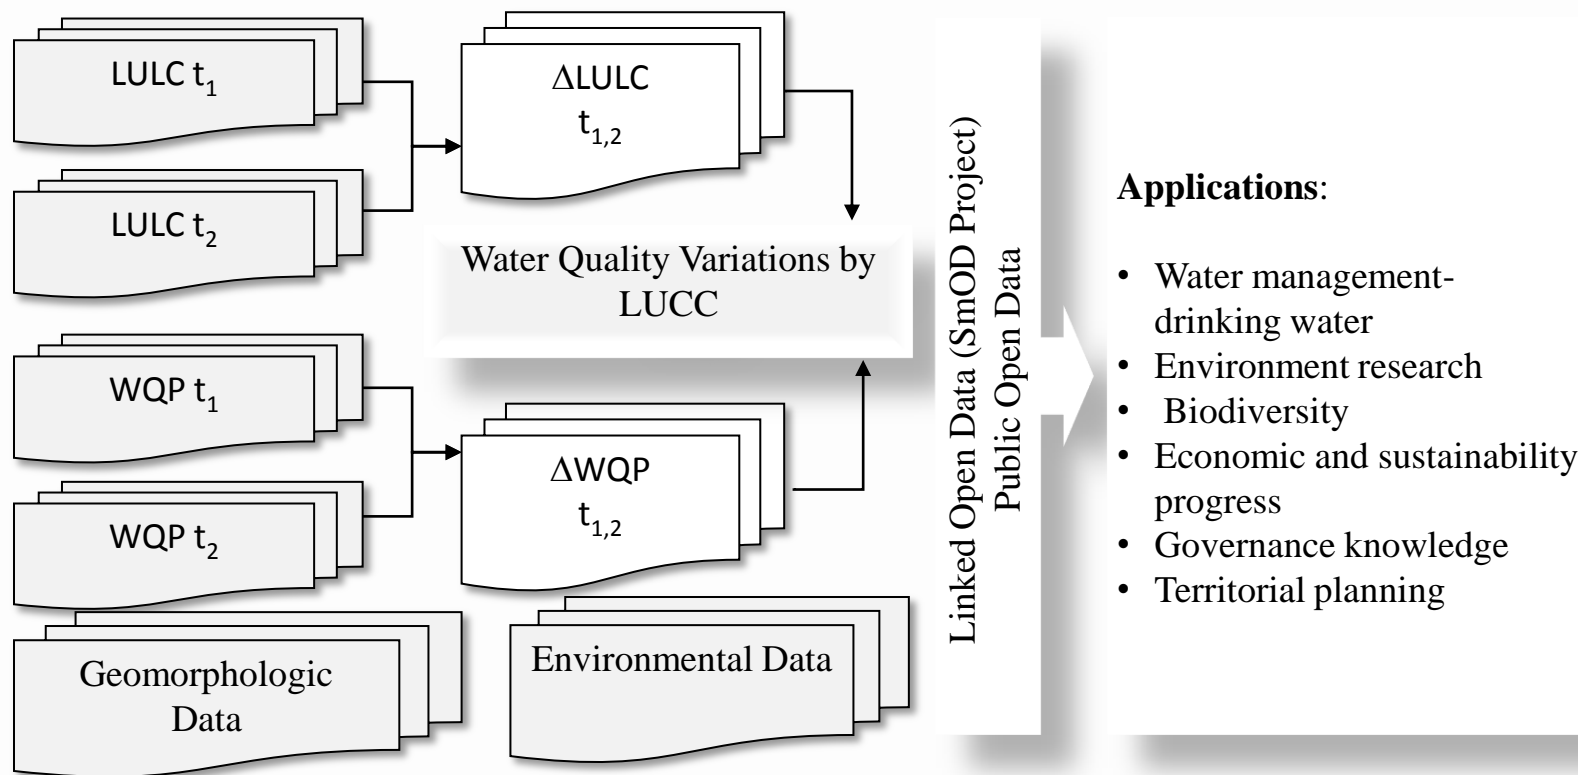 LULC t₁
LULC t₂
WQP t₁
WQP t₂
Geomorphologic
Data
ΔLULC
t₁,₂
Water Quality Variations by
LUCC
ΔWQP
t₁,₂
Environmental Data
Linked Open Data (SmOD Project)
Public Open Data
Applications:
• Water management-
drinking water
• Environment research
• Biodiversity
• Economic and sustainability
progress
• Governance knowledge
• Territorial planning